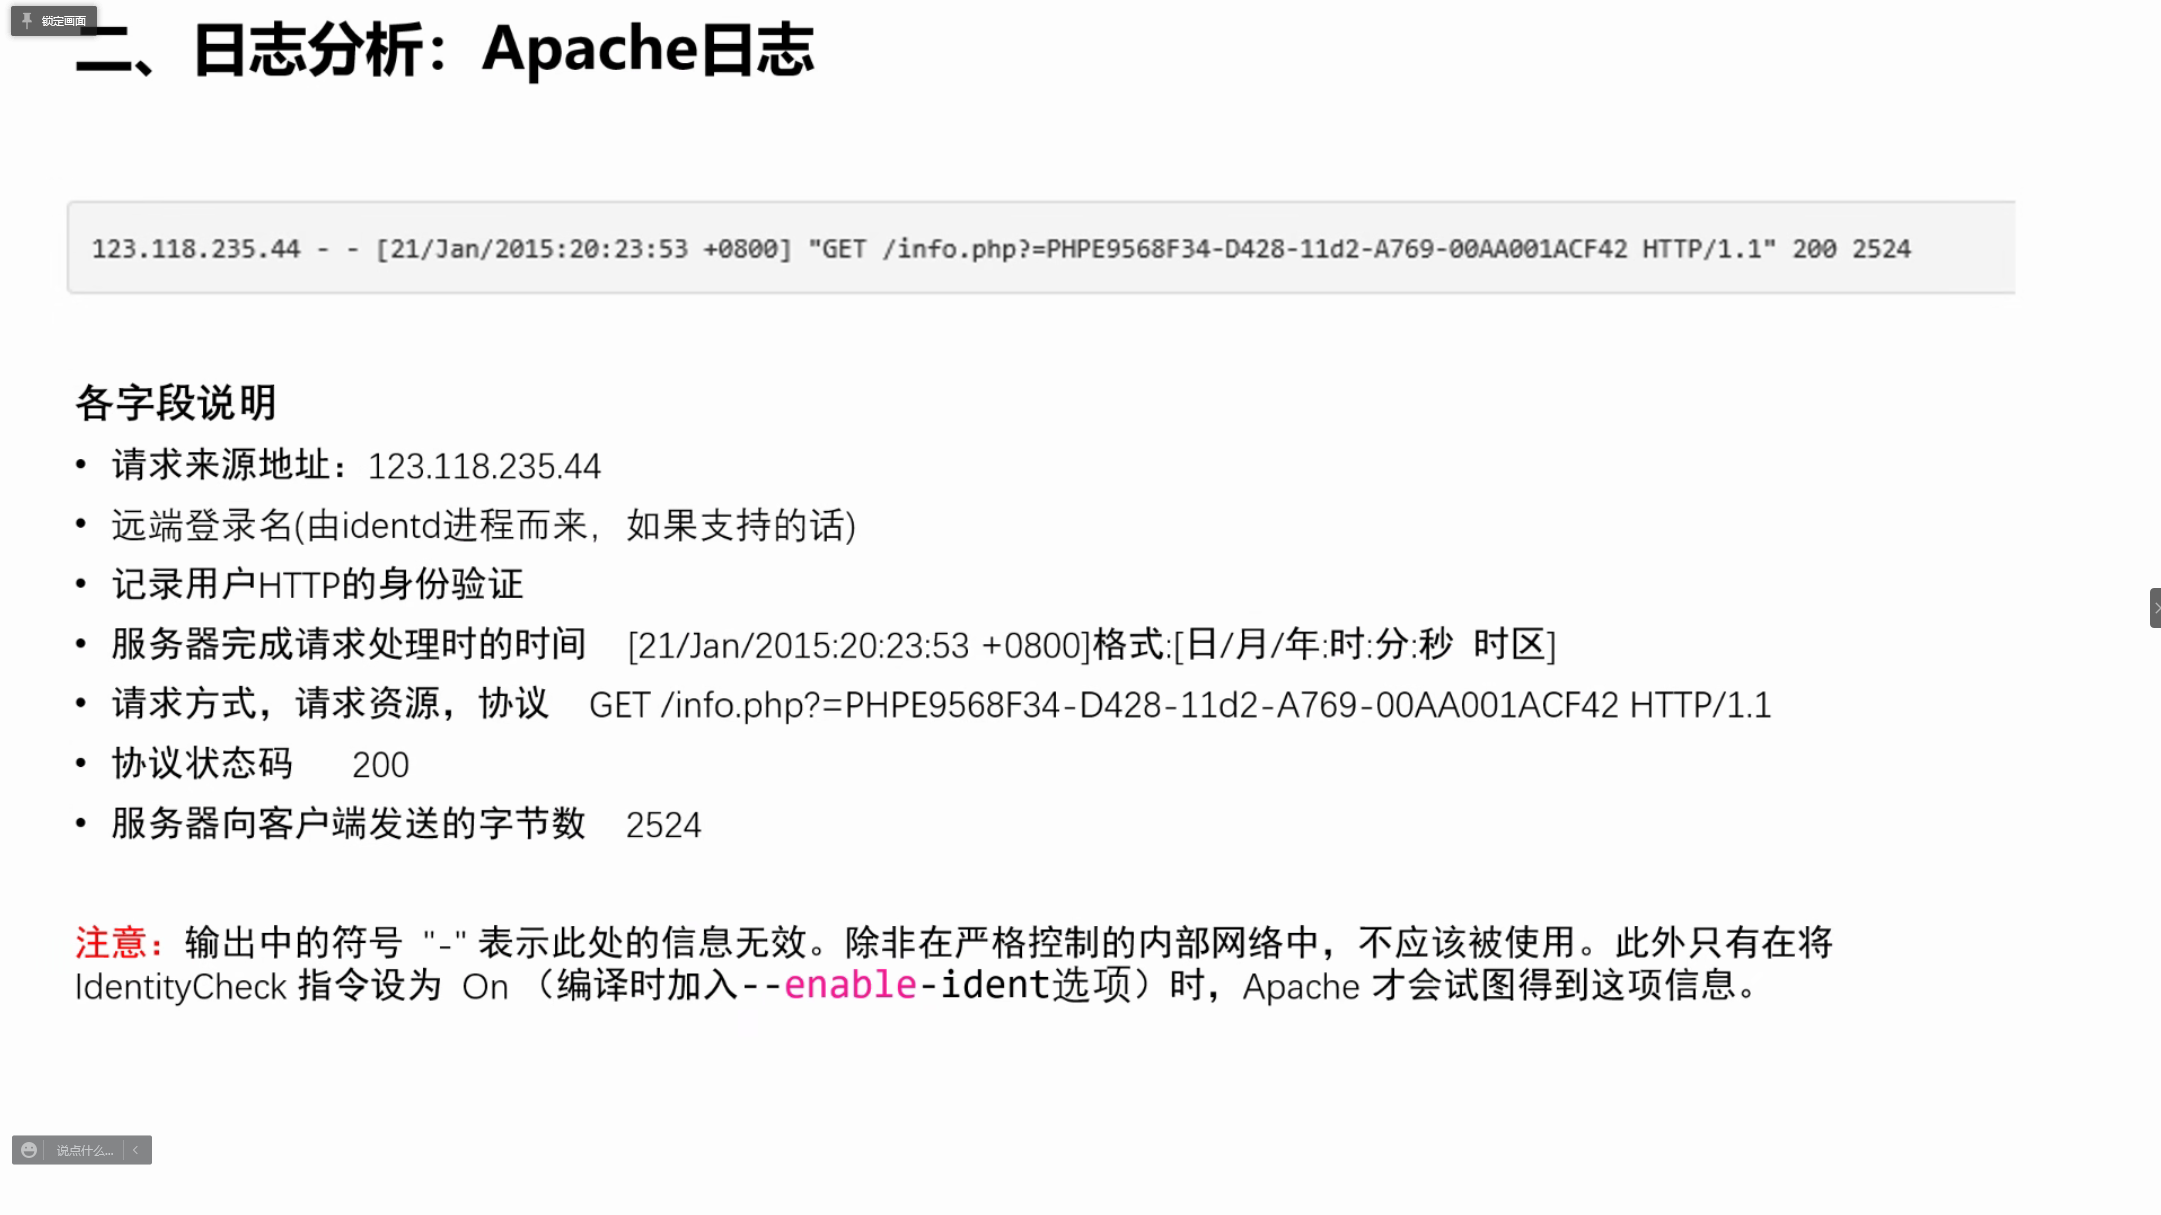 锁定画面
二、日志分析：Apache日志
123.118.235.44 - - [21/Jan/2015:20:23:53 +0800] "GET /info.php?=PHPE9568F34-D428-11d2-A769-00AA001ACF42 HTTP/1.1" 200 2524
各字段说明
• 请求来源地址：123.118.235.44
• 远端登录名(由identd进程而来，如果支持的话)
• 记录用户HTTP的身份验证
• 服务器完成请求处理时的时间 [21/Jan/2015:20:23:53 +0800]格式:[日/月/年:时:分:秒 时区]
• 请求方式，请求资源，协议 GET /info.php?=PHPE9568F34-D428-11d2-A769-00AA001ACF42 HTTP/1.1
• 协议状态码 200
• 服务器向客户端发送的字节数 2524
注意：输出中的符号 "-" 表示此处的信息无效。除非在严格控制的内部网络中，不应该被使用。此外只有在将
IdentityCheck 指令设为 On （编译时加入--enable-ident选项）时，Apache 才会试图得到这项信息。
说点什么...